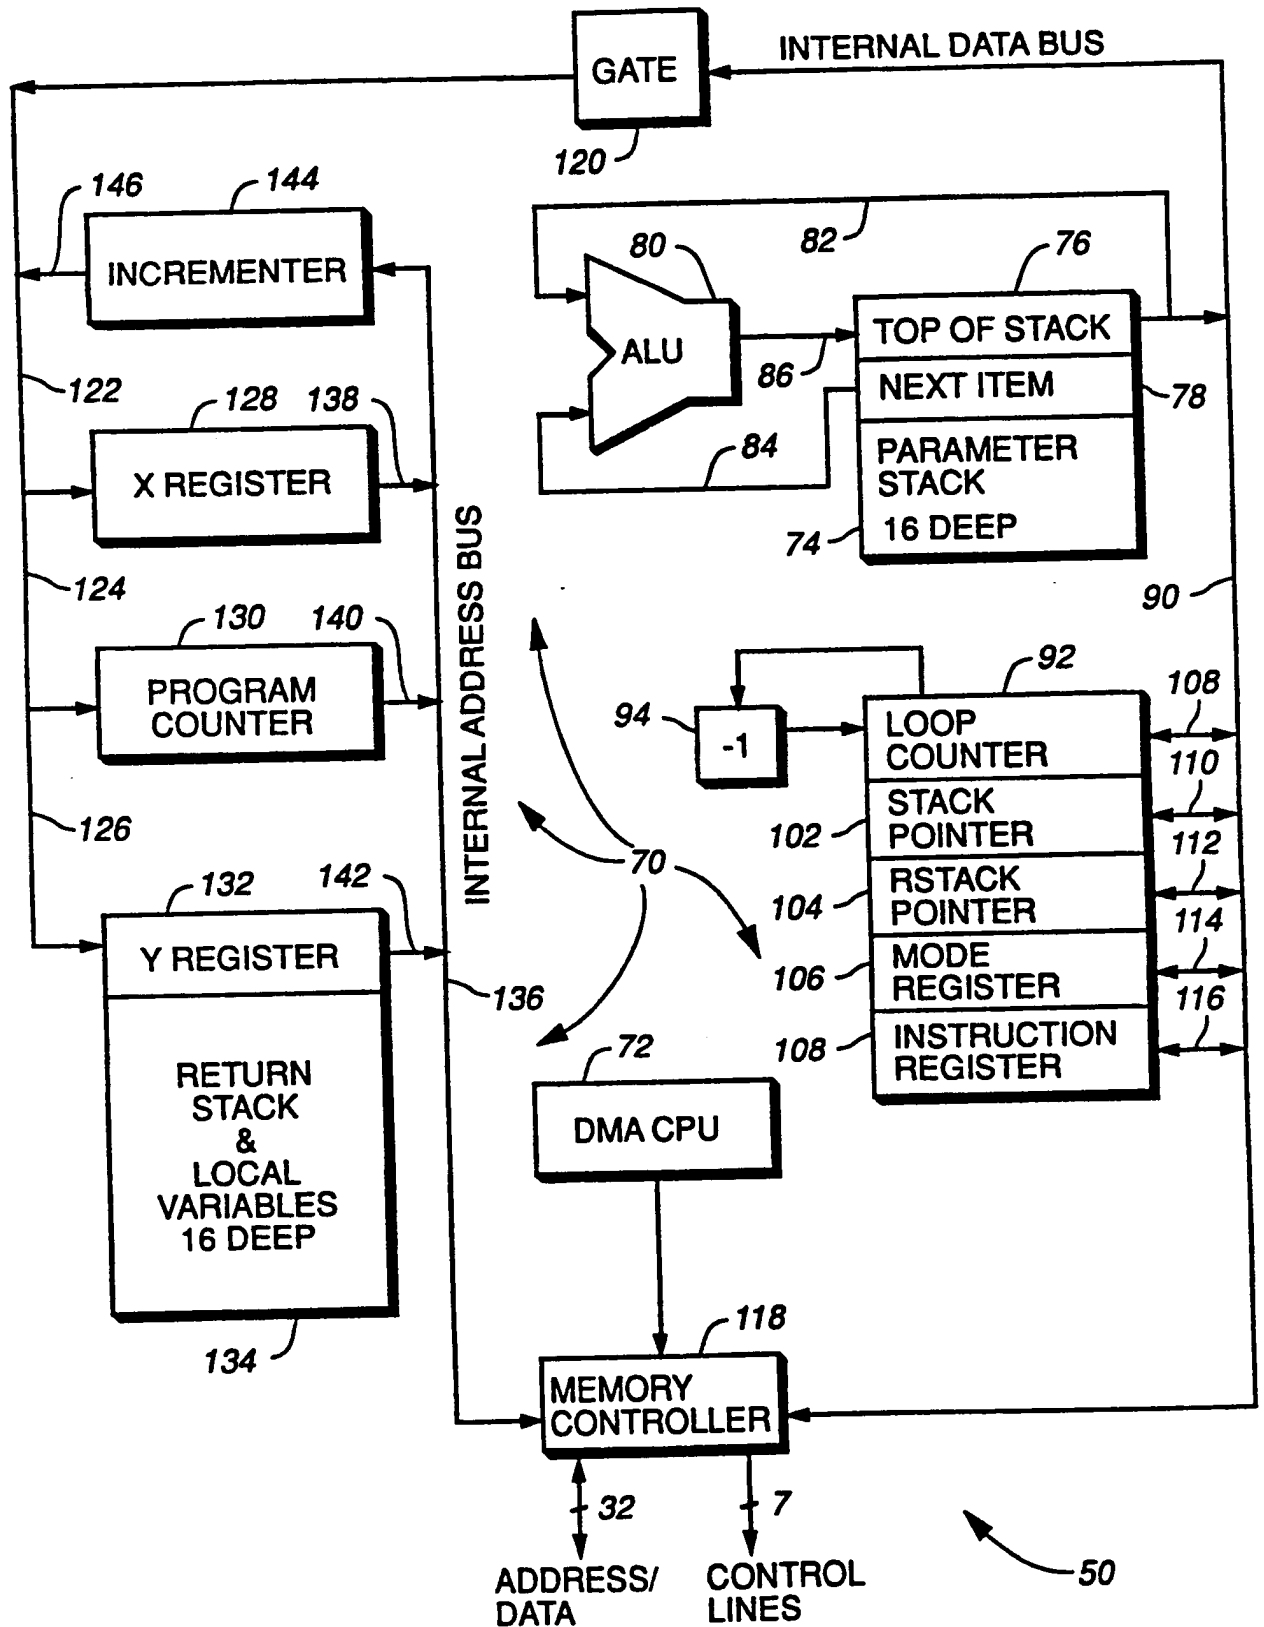 INTERNAL DATA BUS
GATE
120
146
144
INCREMENTER
82
80
76
ALU
TOP OF STACK
86
NEXT ITEM
78
84
PARAMETER
STACK
16 DEEP
74
122
128
138
X REGISTER
124
130
140
PROGRAM
COUNTER
126
132
142
Y REGISTER
136
RETURN
STACK
&
LOCAL
VARIABLES
16 DEEP
134
INTERNAL ADDRESS BUS
90
92
94
-1
LOOP
COUNTER
108
110
102
STACK
POINTER
112
104
RSTACK
POINTER
114
106
MODE
REGISTER
116
108
INSTRUCTION
REGISTER
70
72
DMA CPU
118
MEMORY
CONTROLLER
32
7
ADDRESS/
DATA
CONTROL
LINES
50